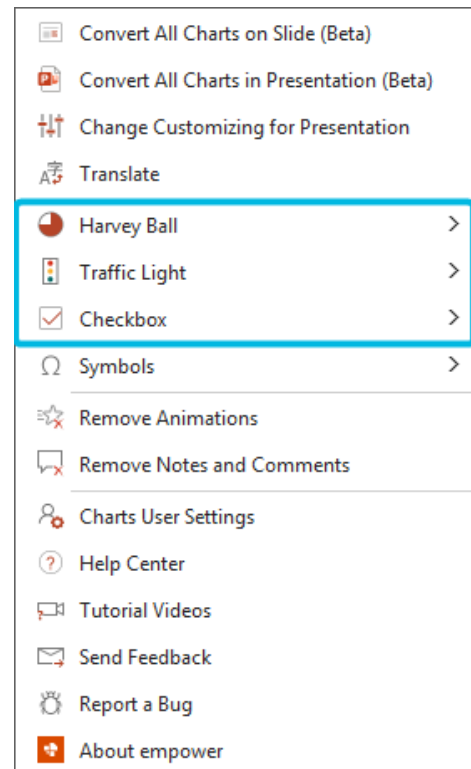 Convert All Charts on Slide (Beta)
Convert All Charts in Presentation (Beta)
Change Customizing for Presentation
Translate
Harvey Ball
Traffic Light
Checkbox
Symbols
Remove Animations
Remove Notes and Comments
Charts User Settings
Help Center
Tutorial Videos
Send Feedback
Report a Bug
About empower